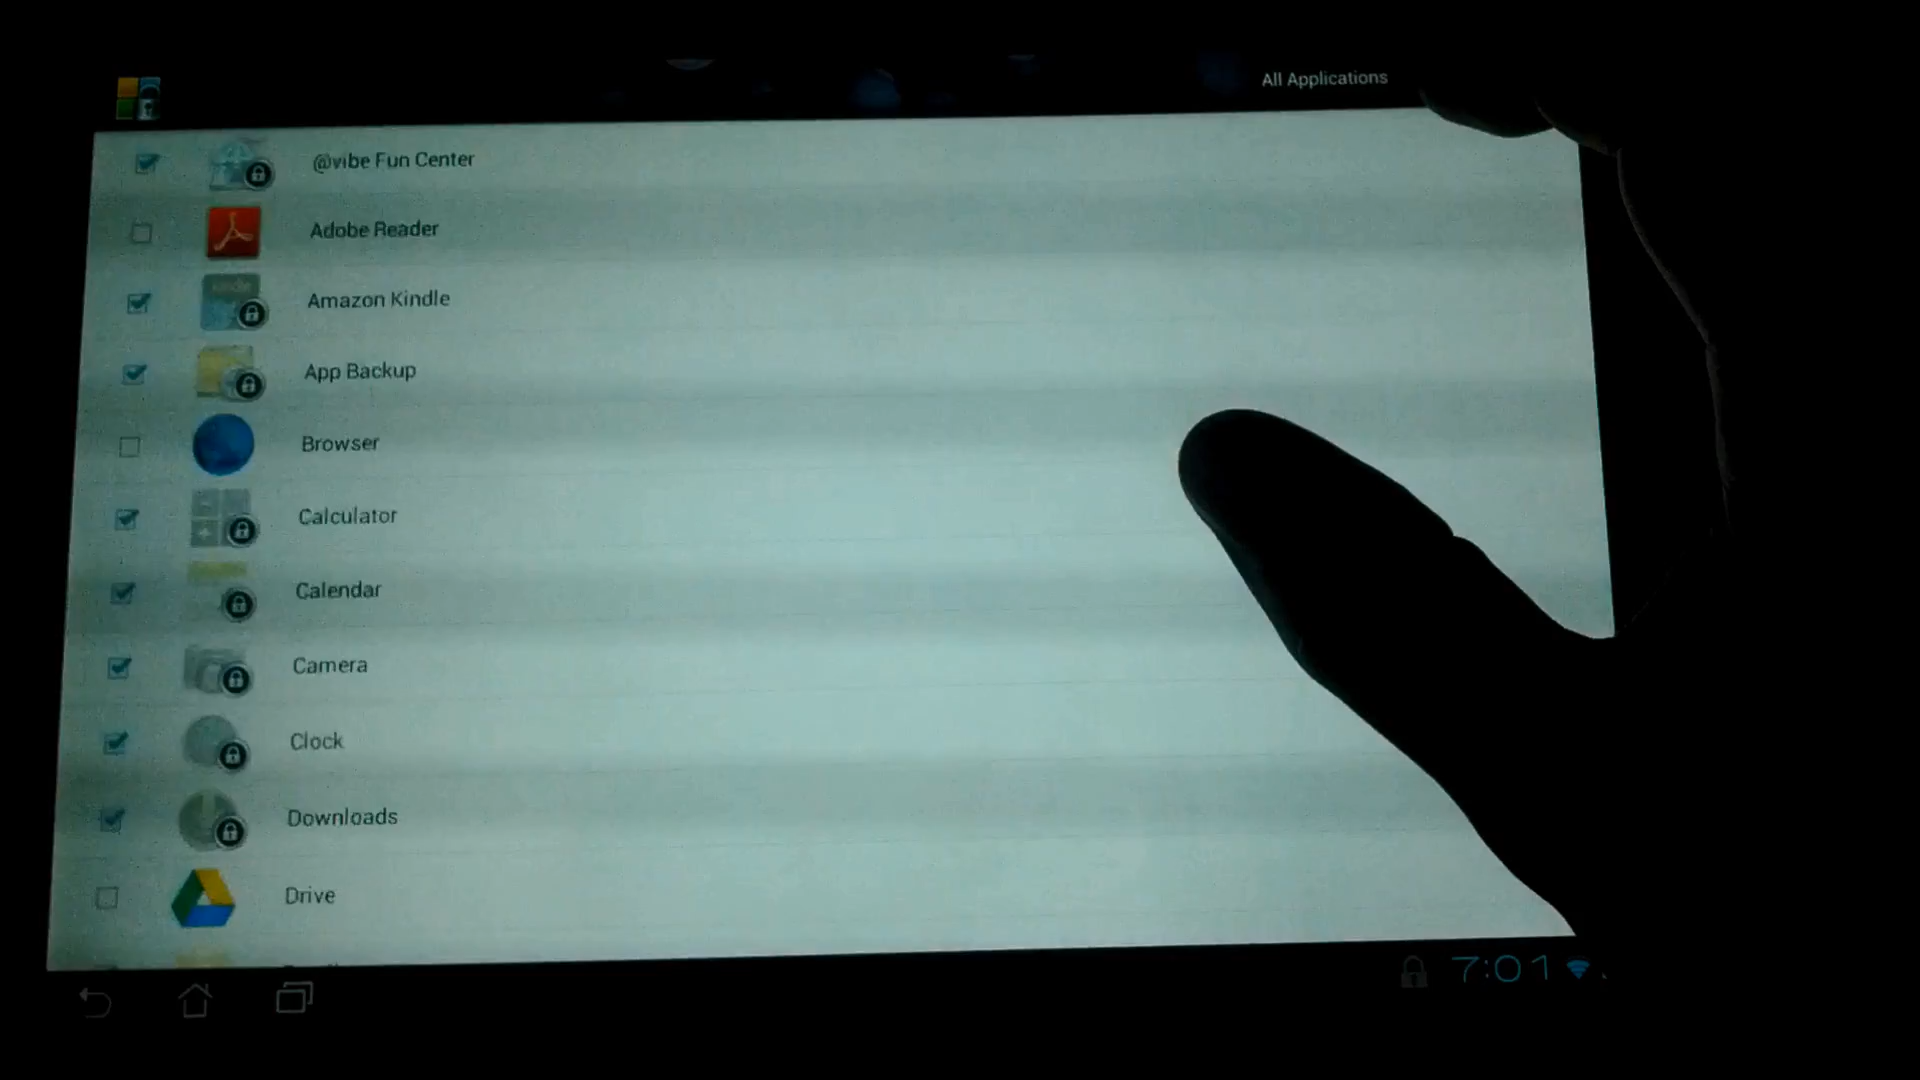 All Applications
@vibe Fun Center
Adobe Reader
Amazon Kindle
App Backup
Browser
Calculator
Calendar
Camera
Clock
Downloads
Drive
7:01